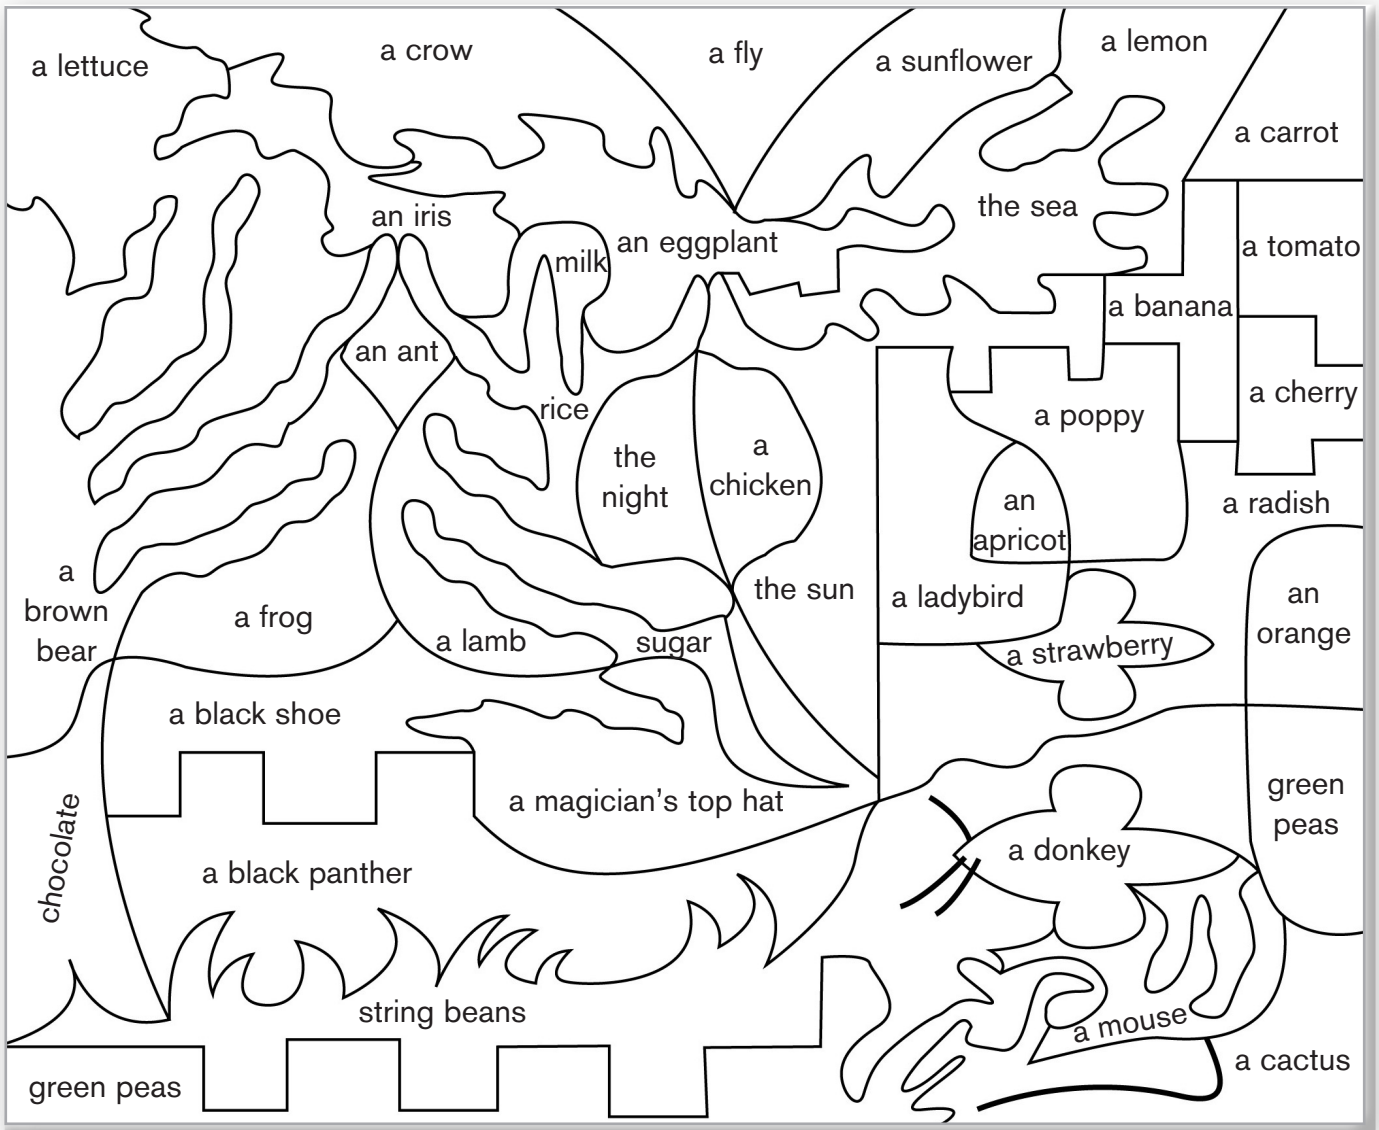 a lettuce
a crow
a fly
a sunflower
a lemon
a carrot
an iris
milk
an eggplant
the sea
a tomato
a banana
an ant
rice
a poppy
a cherry
the
night
a
chicken
an
apricot
a radish
a
brown
bear
a frog
a lamb
sugar
the sun
a ladybird
a strawberry
an
orange
a black shoe
chocolate
a magician's top hat
a black panther
a donkey
green
peas
string beans
a mouse
green peas
a cactus